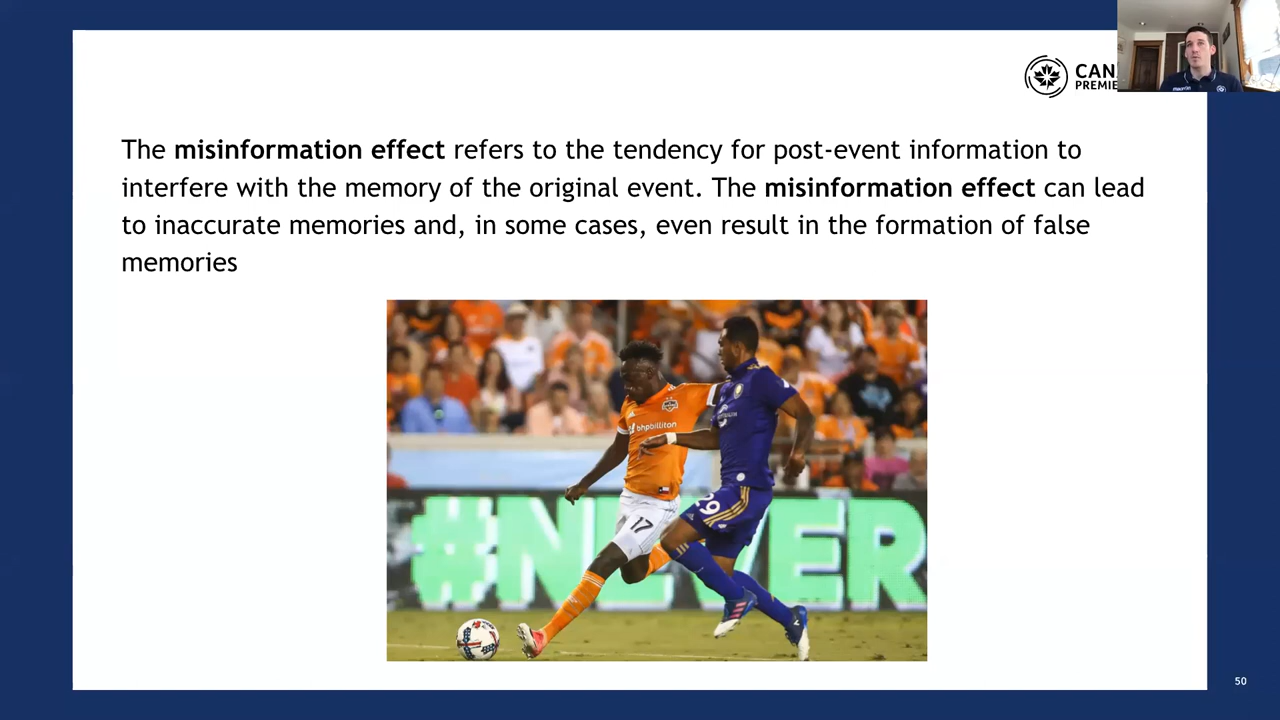 CAN
PREMIE
The misinformation effect refers to the tendency for post-event information to
interfere with the memory of the original event. The misinformation effect can lead
to inaccurate memories and, in some cases, even result in the formation of false
memories
bhpbilliton
17
29
#NEVER
50